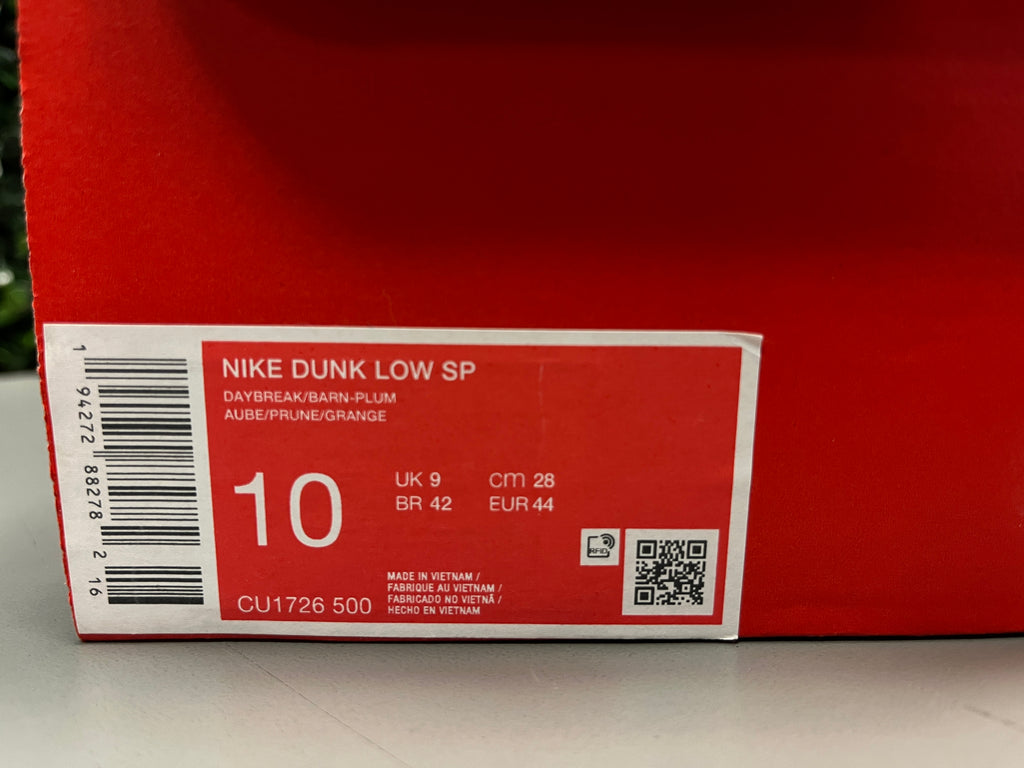 NIKE DUNK LOW SP
DAYBREAK/BARN-PLUM
AUBE/PRUNE/GRANGE
10
UK 9
cm 28
BR 42
EUR 44
RFID
MADE IN VIETNAM /
FABRIQUE AU VIETNAM /
FABRICADO NO VIETNÃ /
HECHO EN VIETNAM
CU1726 500
1 94272 88278 2 16